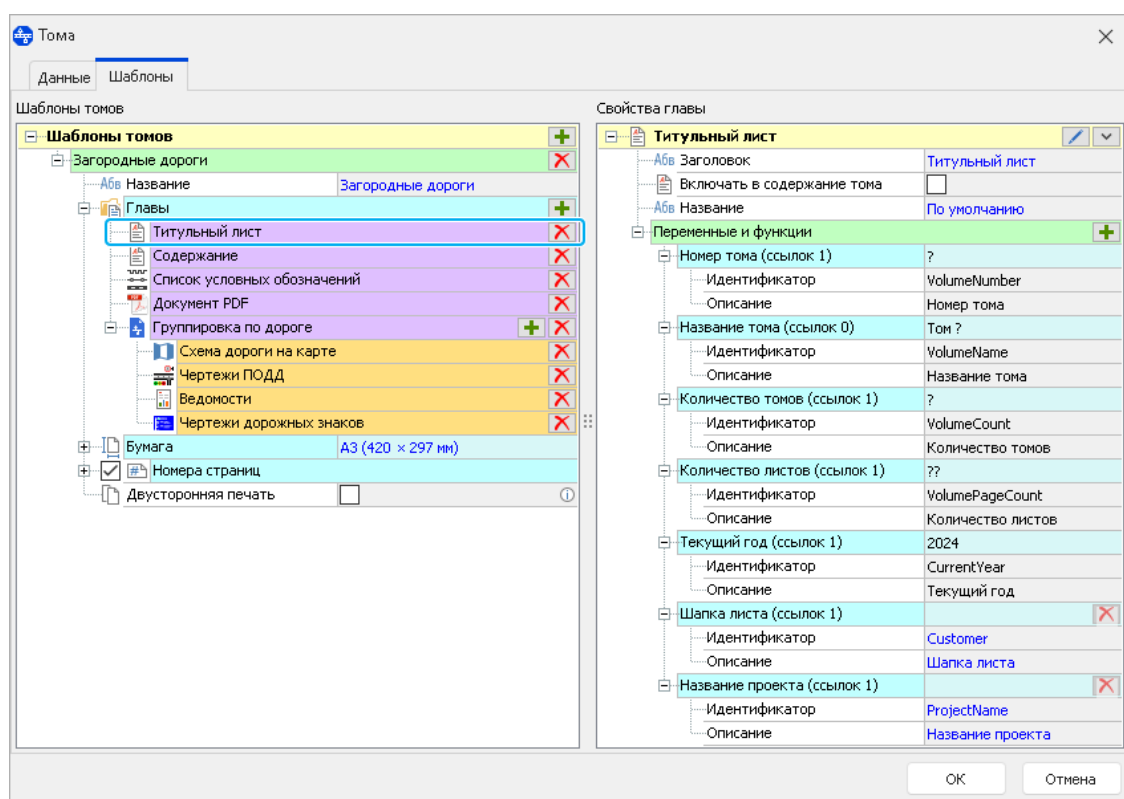 Тома
Данные Шаблоны
Шаблоны томов
Шаблоны томов
Загородные дороги
Абв Название Загородные дороги
Главы
Титульный лист
Содержание
Список условных обозначений
PDF Документ PDF
Группировка по дороге
Схема дороги на карте
Чертежи ПОДД
Ведомости
Чертежи дорожных знаков
Бумага А3 (420 × 297 мм)
# Номера страниц
Двусторонняя печать
Свойства главы
Титульный лист
Абв Заголовок Титульный лист
Включать в содержание тома
Абв Название По умолчанию
Переменные и функции
Номер тома (ссылок 1) ?
Идентификатор VolumeNumber
Описание Номер тома
Название тома (ссылок 0) Том ?
Идентификатор VolumeName
Описание Название тома
Количество томов (ссылок 1) ?
Идентификатор VolumeCount
Описание Количество томов
Количество листов (ссылок 1) ??
Идентификатор VolumePageCount
Описание Количество листов
Текущий год (ссылок 1) 2024
Идентификатор CurrentYear
Описание Текущий год
Шапка листа (ссылок 1)
Идентификатор Customer
Описание Шапка листа
Название проекта (ссылок 1)
Идентификатор ProjectName
Описание Название проекта
ОК Отмена